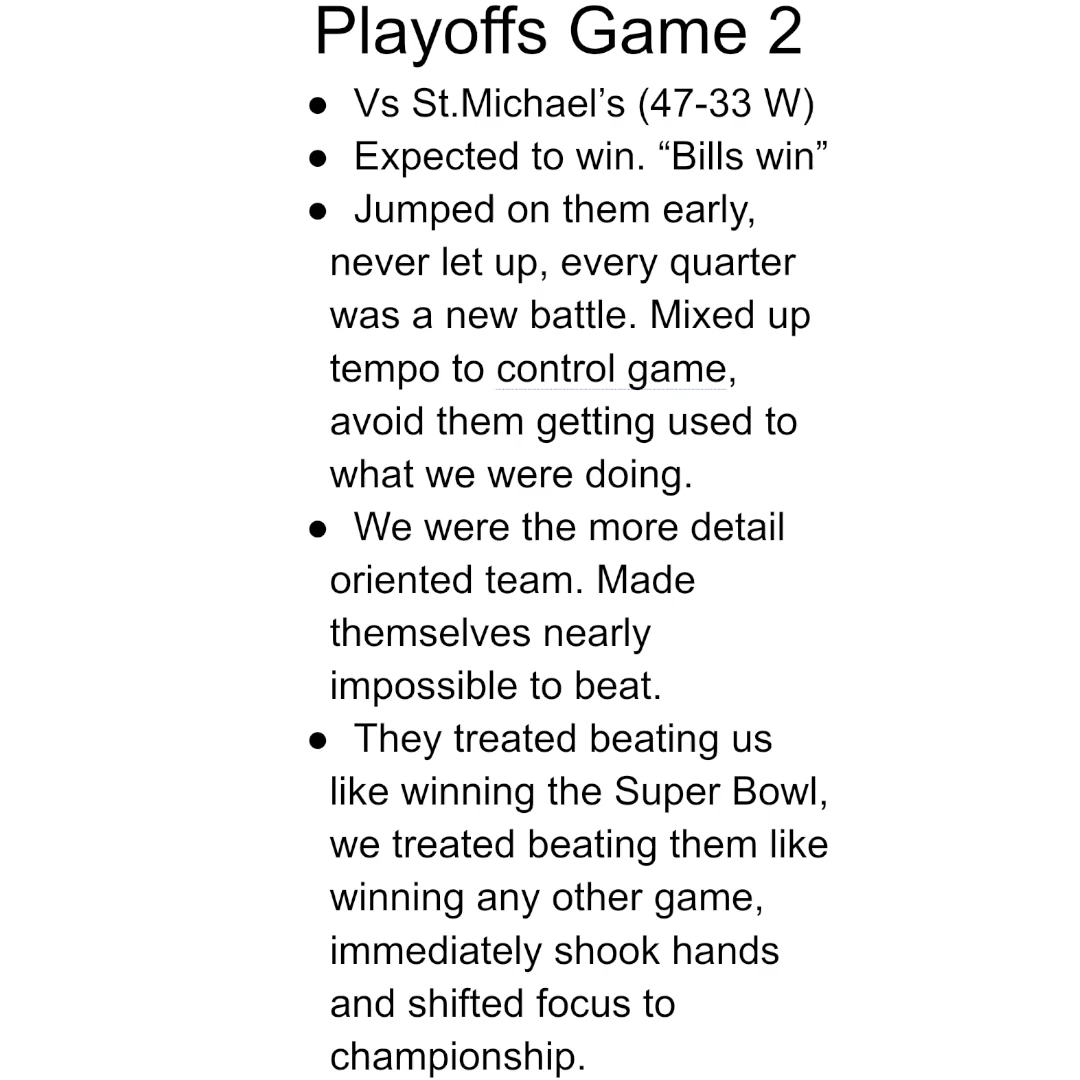 Playoffs Game 2
● Vs St.Michael’s (47-33 W)
● Expected to win. “Bills win”
● Jumped on them early,
never let up, every quarter
was a new battle. Mixed up
tempo to control game,
avoid them getting used to
what we were doing.
● We were the more detail
oriented team. Made
themselves nearly
impossible to beat.
● They treated beating us
like winning the Super Bowl,
we treated beating them like
winning any other game,
immediately shook hands
and shifted focus to
championship.